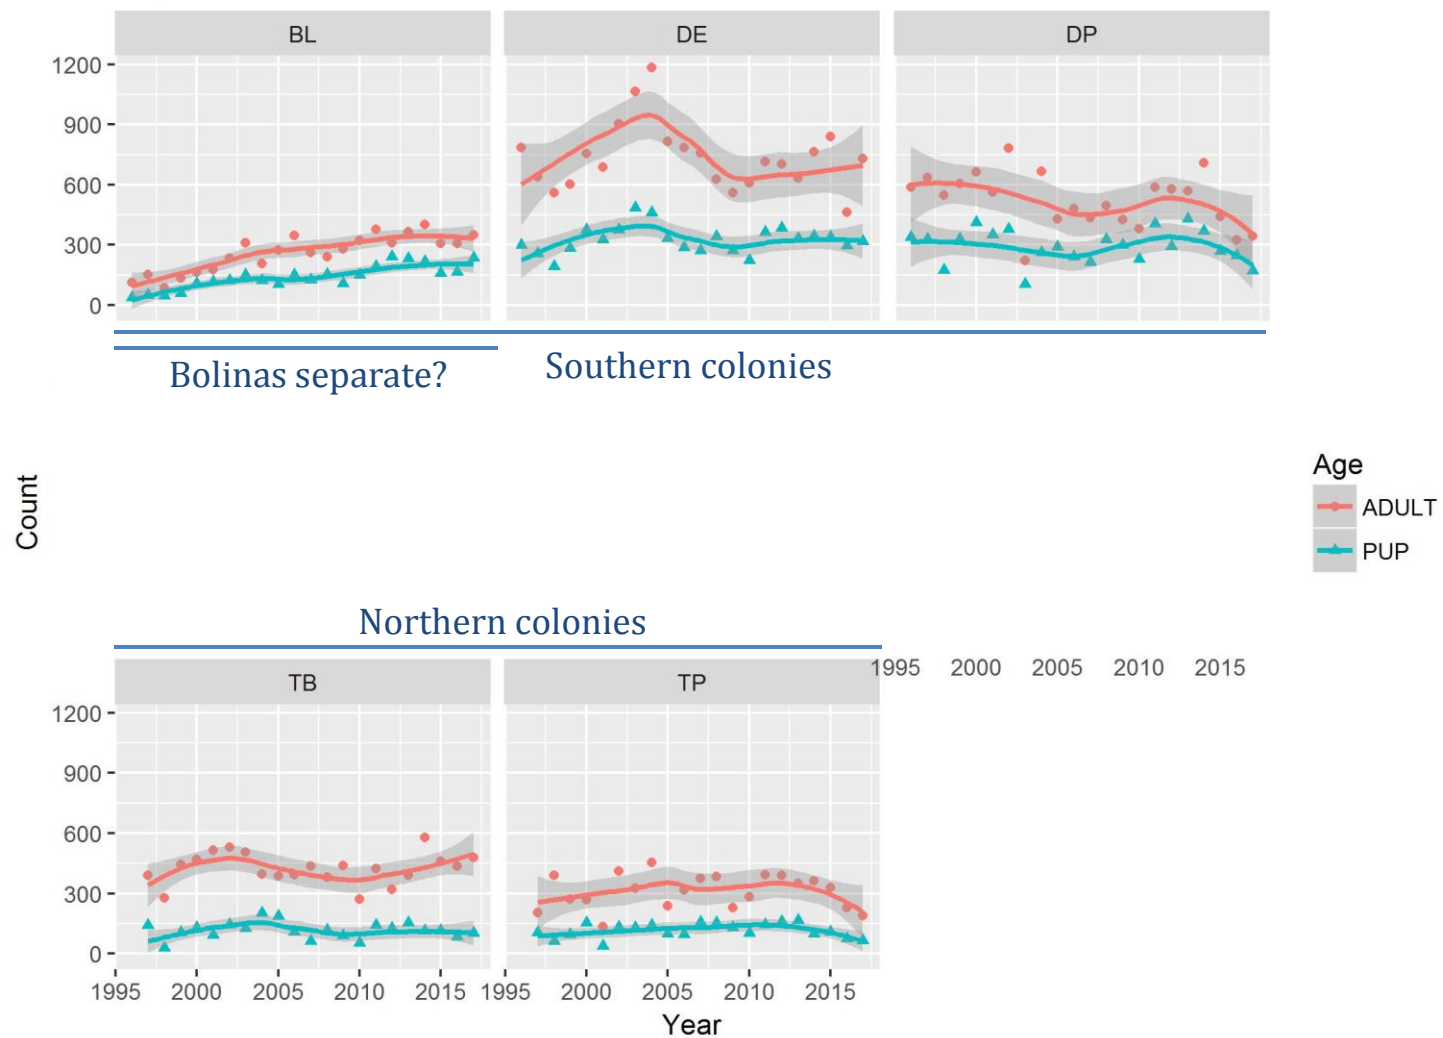 BL DE DP
1200
900
600
300
0
Bolinas separate? Southern colonies
Count
Age
ADULT
PUP
Northern colonies
TB TP 1995 2000 2005 2010 2015
1200
900
600
300
0
1995 2000 2005 2010 2015 1995 2000 2005 2010 2015
Year